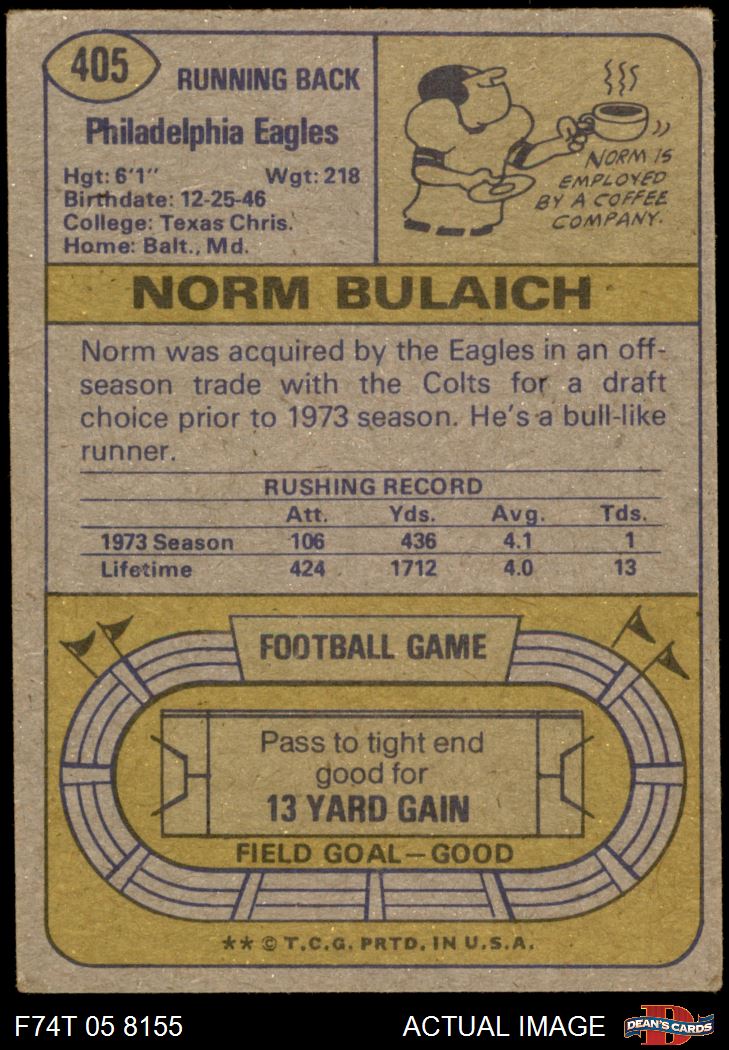 405
RUNNING BACK
Philadelphia Eagles
Hgt: 6'1" Wgt: 218
Birthdate: 12-25-46
College: Texas Chris.
Home: Balt., Md.
NORM IS
EMPLOYED
BY A COFFEE
COMPANY.
NORM BULAICH
Norm was acquired by the Eagles in an off-
season trade with the Colts for a draft
choice prior to 1973 season. He's a bull-like
runner.
RUSHING RECORD
Att. Yds. Avg. Tds.
1973 Season 106 436 4.1 1
Lifetime 424 1712 4.0 13
FOOTBALL GAME
Pass to tight end
good for
13 YARD GAIN
FIELD GOAL—GOOD
** © T.C.G. PRTD. IN U.S.A.
F74T 05 8155 ACTUAL IMAGE
D
DEAN'S CARDS